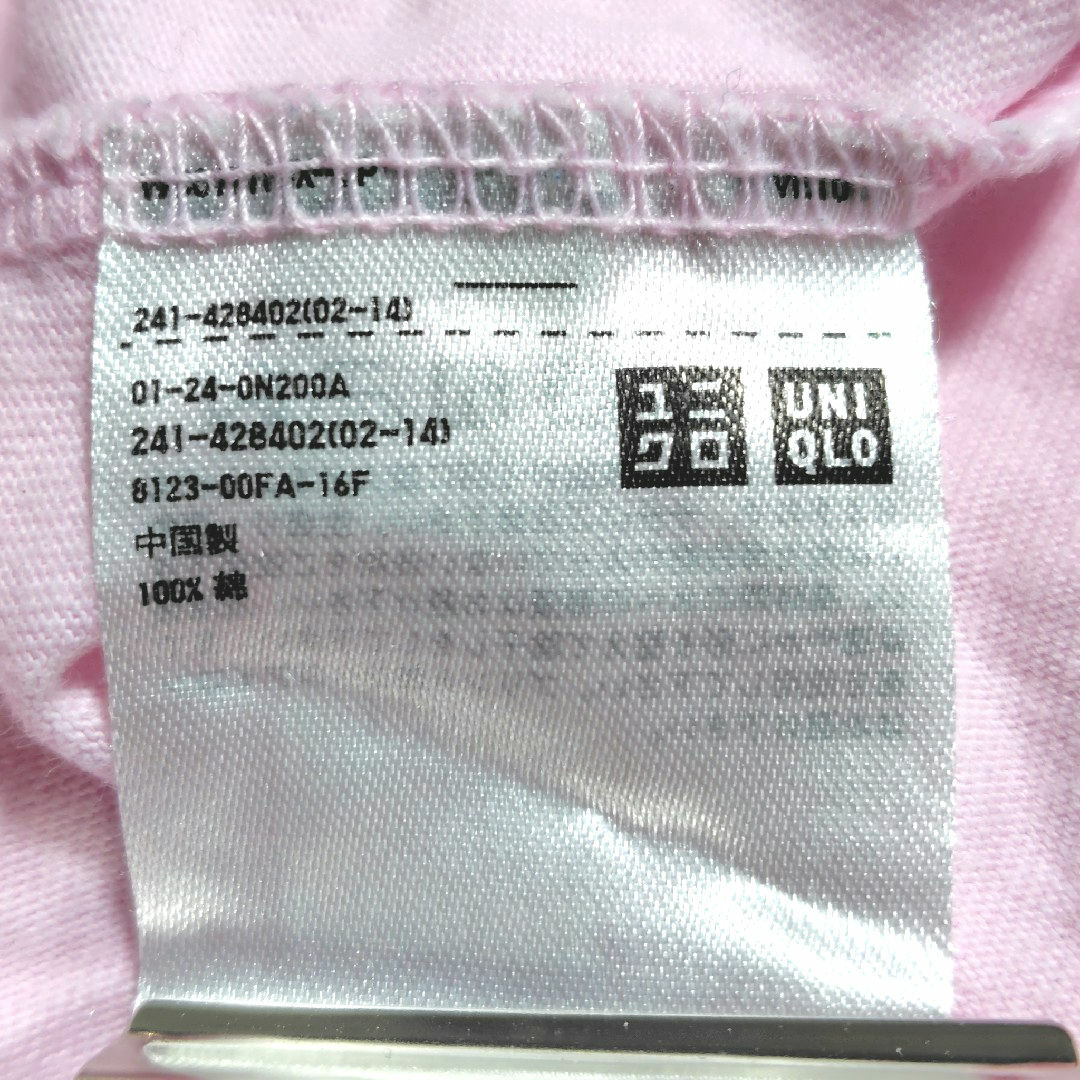 241-428402(02-14)
01-24-0N200A
241-428402(02-14)
8123-00FA-16F
中国製
100% 綿
ユニ
クロ
UNI
QLO